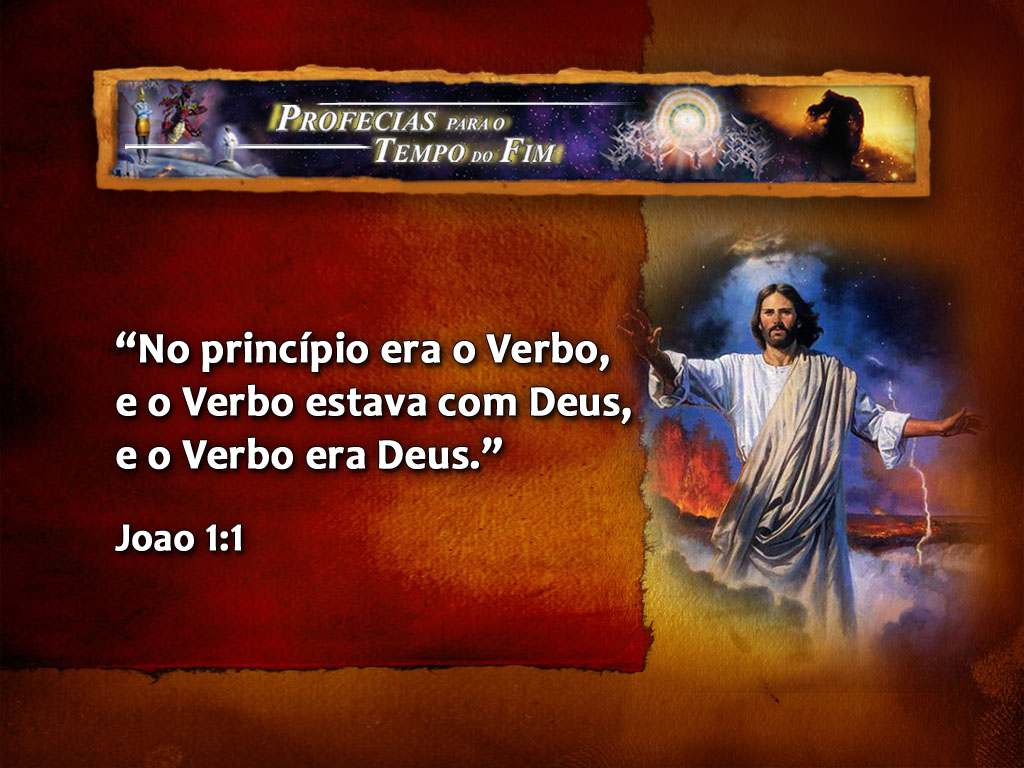 PROFECIAS PARA O
TEMPO DO FIM
“No princípio era o Verbo,
e o Verbo estava com Deus,
e o Verbo era Deus.”
Joao 1:1